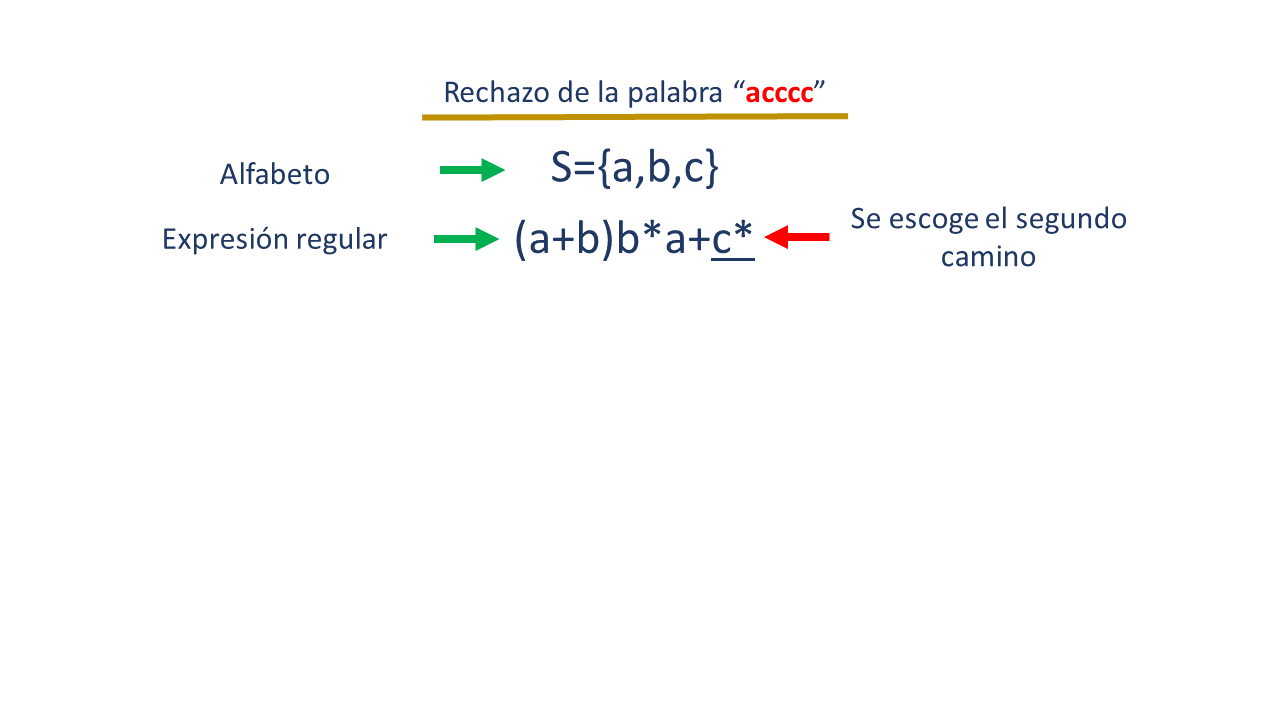 Rechazo de la palabra “acccc”
Alfabeto
S={a,b,c}
Expresión regular
(a+b)b*a+c*
Se escoge el segundo
camino